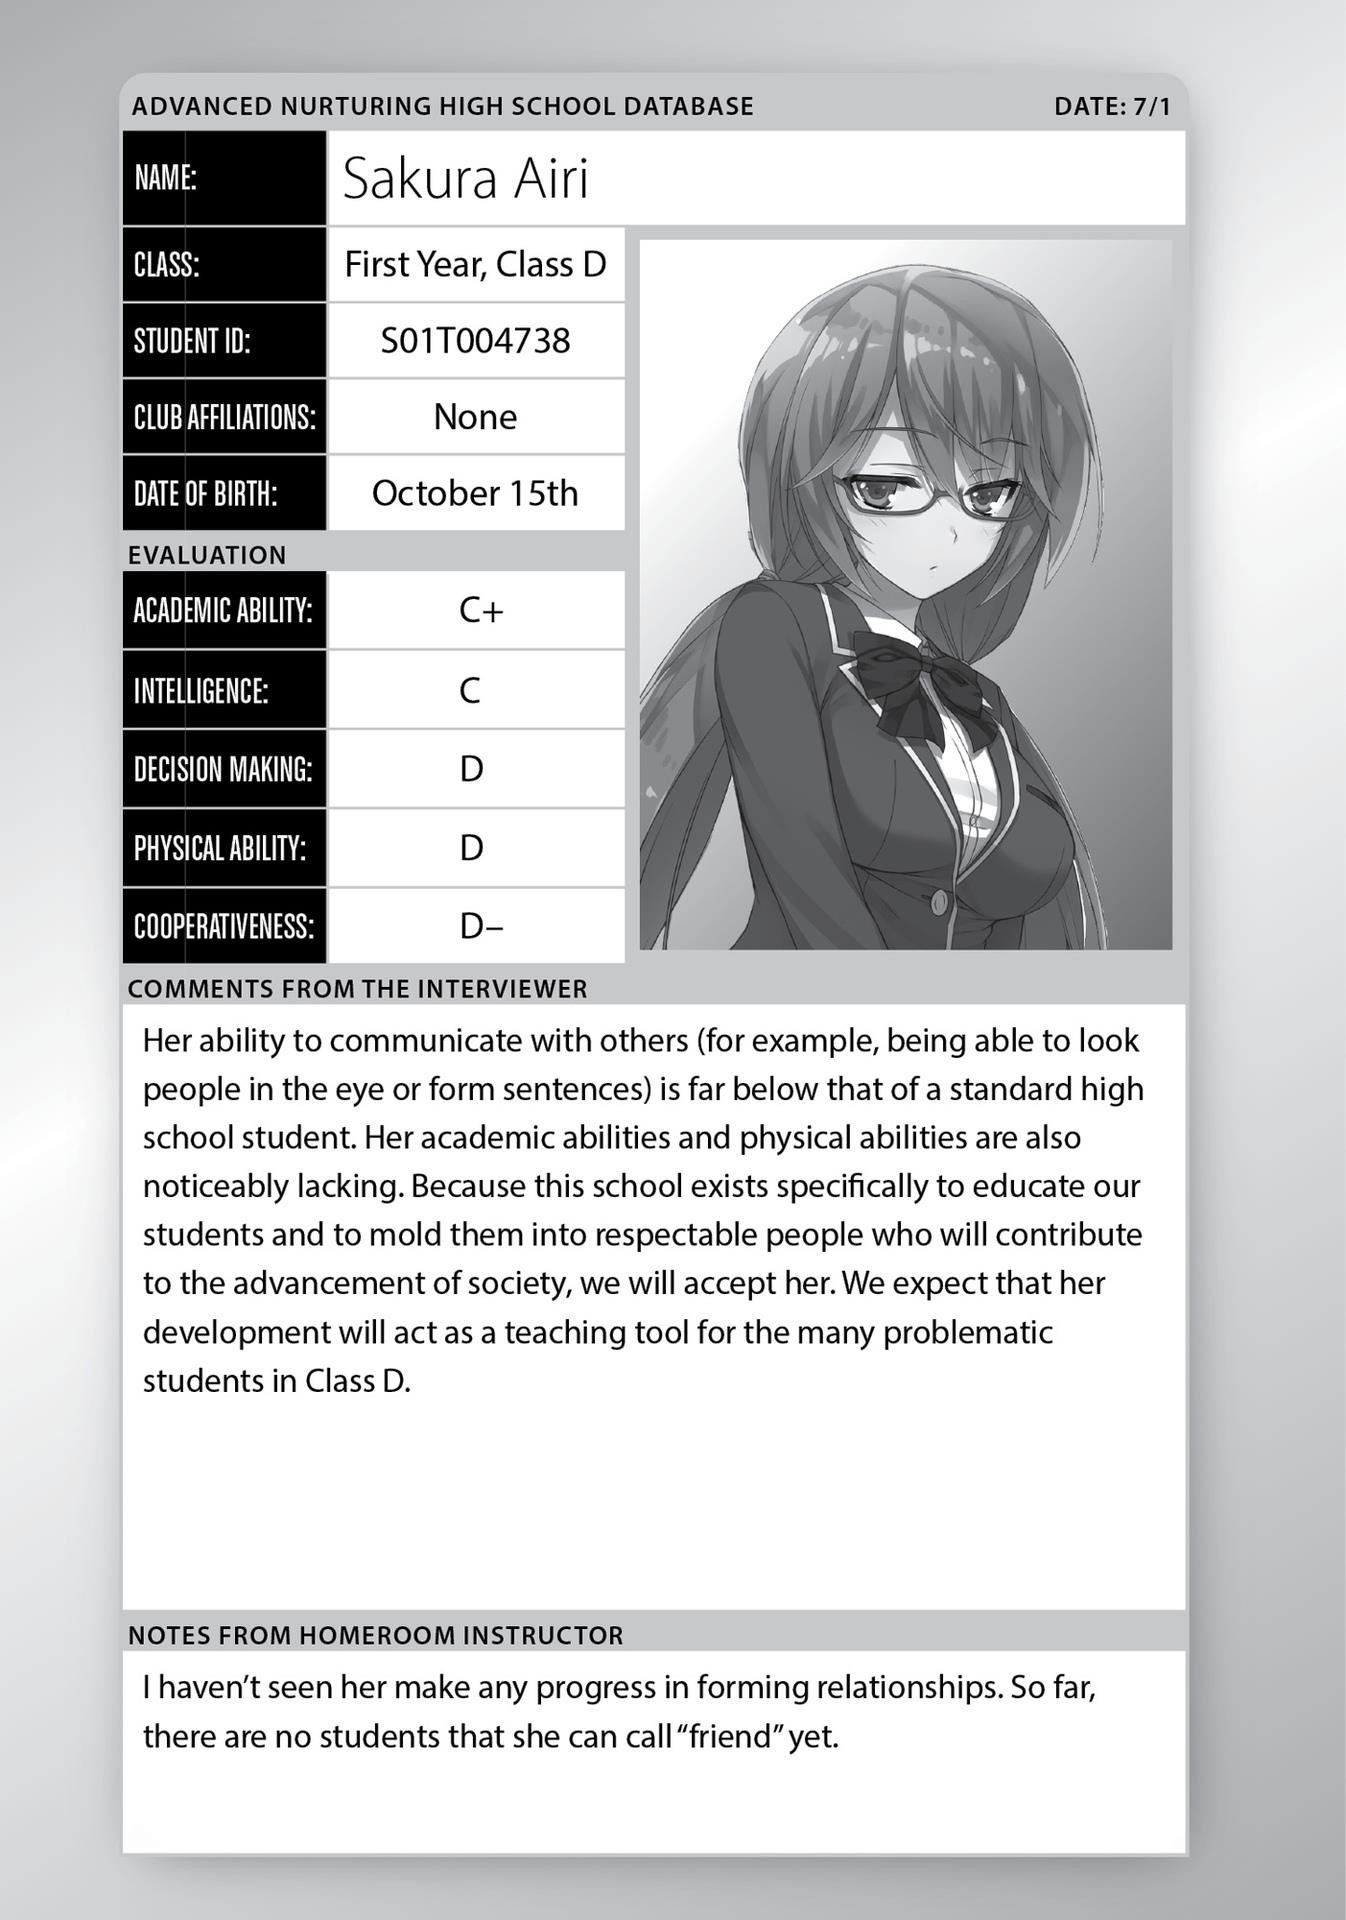 ADVANCED NURTURING HIGH SCHOOL DATABASE DATE: 7/1
NAME: Sakura Airi
CLASS: First Year, Class D
STUDENT ID: S01T004738
CLUB AFFILIATIONS: None
DATE OF BIRTH: October 15th
EVALUATION
ACADEMIC ABILITY: C+
INTELLIGENCE: C
DECISION MAKING: D
PHYSICAL ABILITY: D
COOPERATIVENESS: D–
COMMENTS FROM THE INTERVIEWER
Her ability to communicate with others (for example, being able to look
people in the eye or form sentences) is far below that of a standard high
school student. Her academic abilities and physical abilities are also
noticeably lacking. Because this school exists specifically to educate our
students and to mold them into respectable people who will contribute
to the advancement of society, we will accept her. We expect that her
development will act as a teaching tool for the many problematic
students in Class D.
NOTES FROM HOMEROOM INSTRUCTOR
I haven’t seen her make any progress in forming relationships. So far,
there are no students that she can call “friend” yet.